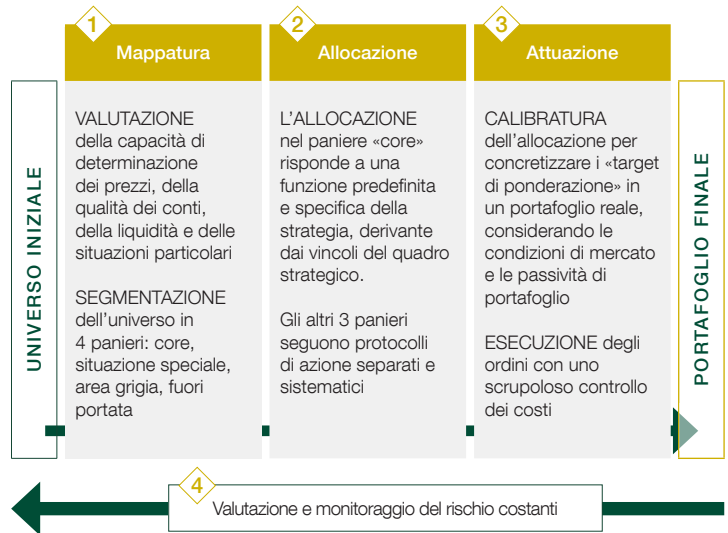 UNIVERSO INIZIALE
1
Mappatura
VALUTAZIONE
della capacità di
determinazione
dei prezzi, della
qualità dei conti,
della liquidità e delle
situazioni particolari
SEGMENTAZIONE
dell'universo in
4 panieri: core,
situazione speciale,
area grigia, fuori
portata
2
Allocazione
L'ALLOCAZIONE
nel paniere «core»
risponde a una
funzione predefinita
e specifica della
strategia, derivante
dai vincoli del quadro
strategico.
Gli altri 3 panieri
seguono protocolli
di azione separati e
sistematici
3
Attuazione
CALIBRATURA
dell'allocazione per
concretizzare i «target
di ponderazione» in
un portafoglio reale,
considerando le
condizioni di mercato
e le passività di
portafoglio
ESECUZIONE degli
ordini con uno
scrupoloso controllo
dei costi
PORTAFOGLIO FINALE
4
Valutazione e monitoraggio del rischio costanti